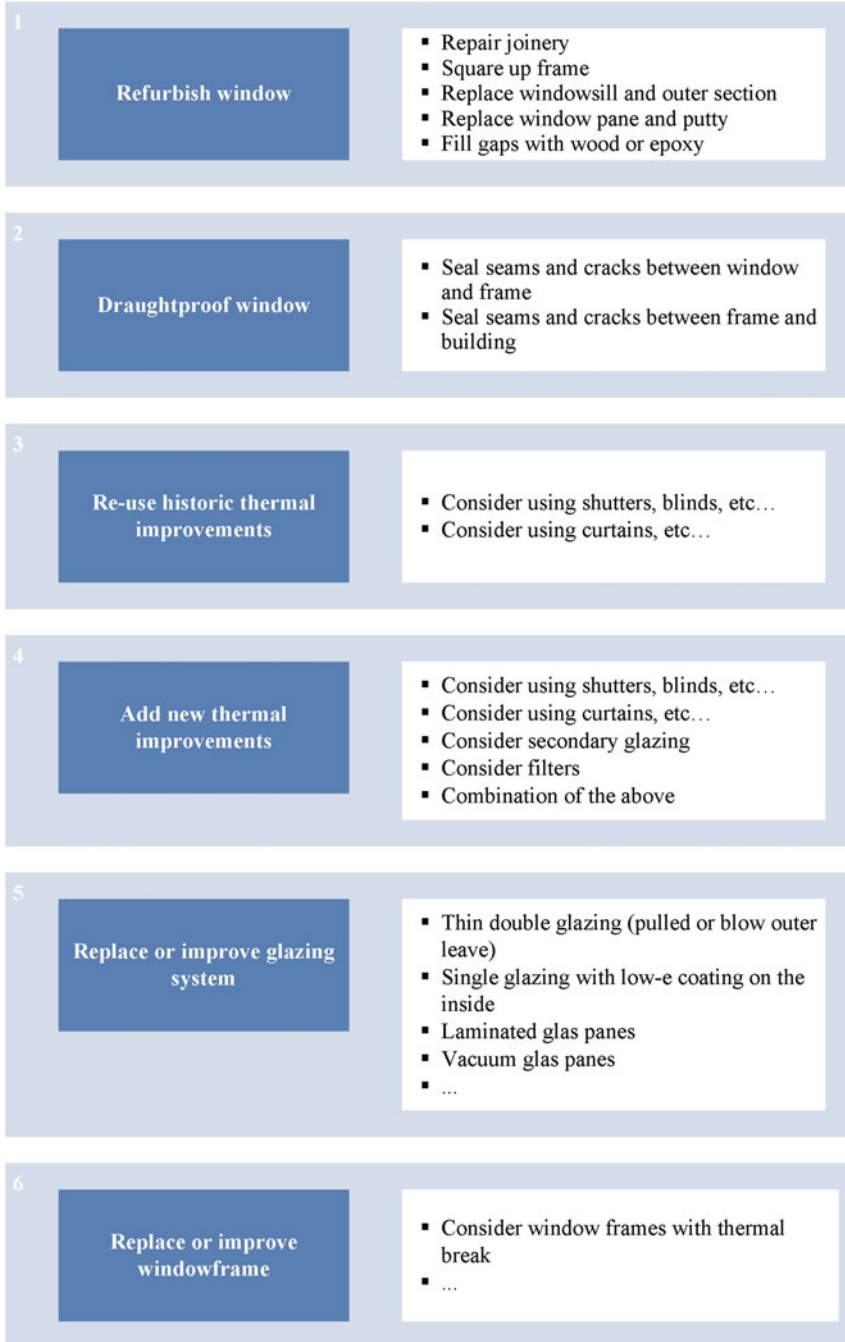 1
Refurbish window
▪ Repair joinery
▪ Square up frame
▪ Replace windowsill and outer section
▪ Replace window pane and putty
▪ Fill gaps with wood or epoxy
2
Draughtproof window
▪ Seal seams and cracks between window
and frame
▪ Seal seams and cracks between frame and
building
3
Re-use historic thermal
improvements
▪ Consider using shutters, blinds, etc…
▪ Consider using curtains, etc…
4
Add new thermal
improvements
▪ Consider using shutters, blinds, etc…
▪ Consider using curtains, etc…
▪ Consider secondary glazing
▪ Consider filters
▪ Combination of the above
5
Replace or improve glazing
system
▪ Thin double glazing (pulled or blow outer
leave)
▪ Single glazing with low-e coating on the
inside
▪ Laminated glas panes
▪ Vacuum glas panes
▪ ...
6
Replace or improve
windowframe
▪ Consider window frames with thermal
break
▪ ...